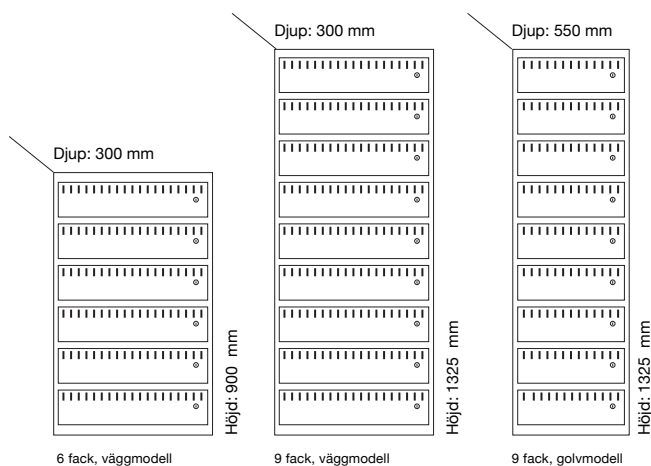 Djup: 300 mm
Höjd: 900 mm
6 fack, väggmodell
Djup: 300 mm
Höjd: 1325 mm
9 fack, väggmodell
Djup: 550 mm
Höjd: 1325 mm
9 fack, golvmodell